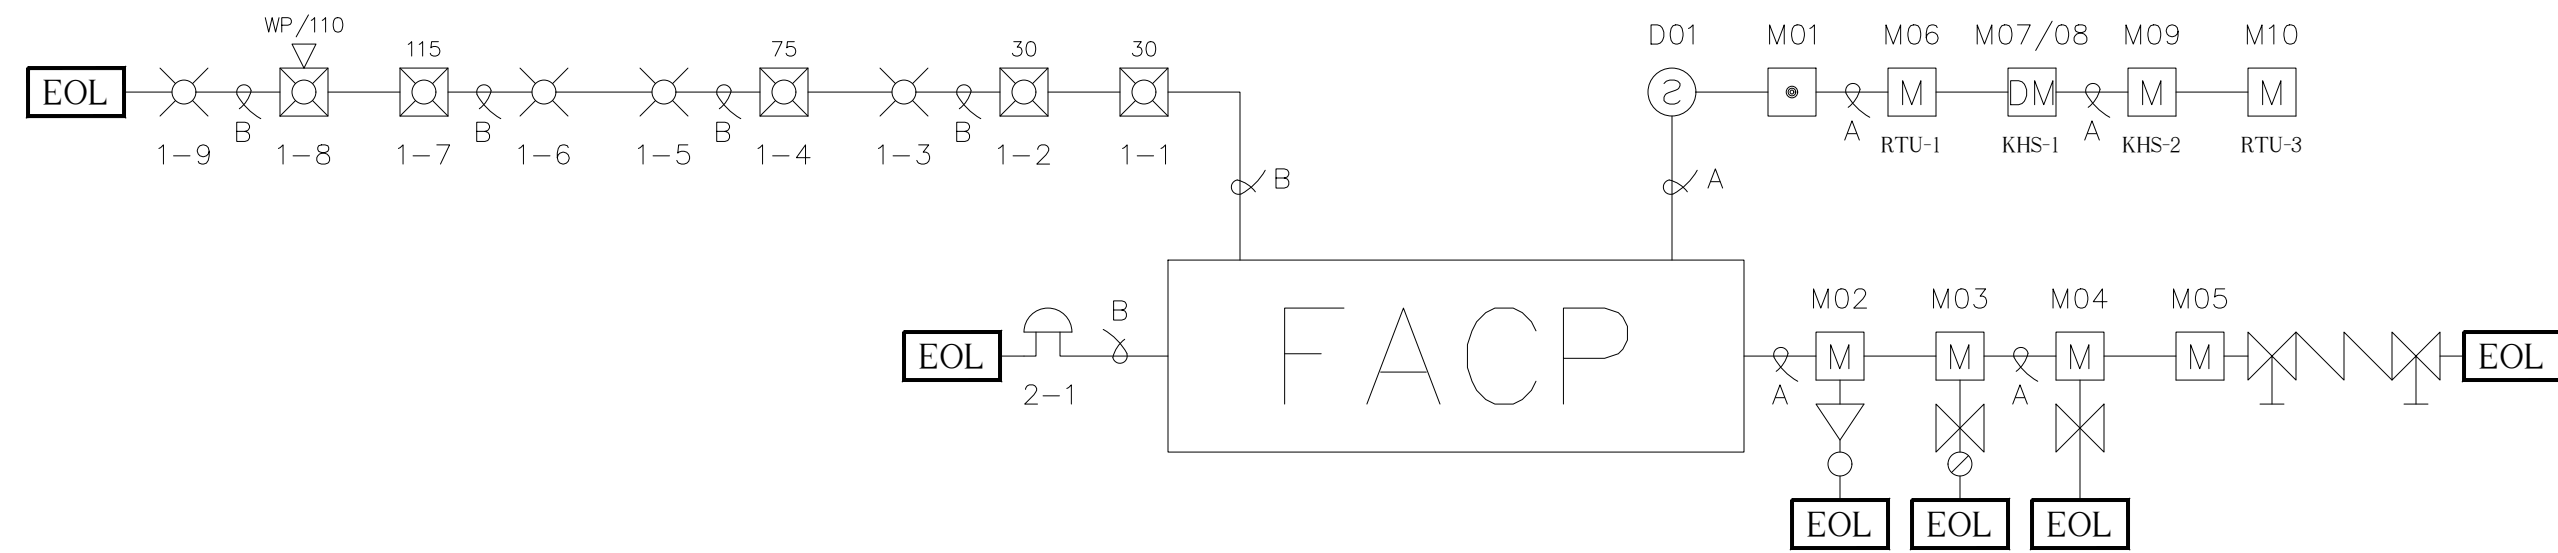 WP/110 115 75 30 30
EOL
B B B B
1-9 1-8 1-7 1-6 1-5 1-4 1-3 1-2 1-1
B
D01 M01 M06 M07/08 M09 M10
M DM M M
A A
RTU-1 KHS-1 KHS-2 RTU-3
A
FACP
B
EOL
2-1
M02 M03 M04 M05
M M M M EOL
A A
EOL EOL EOL